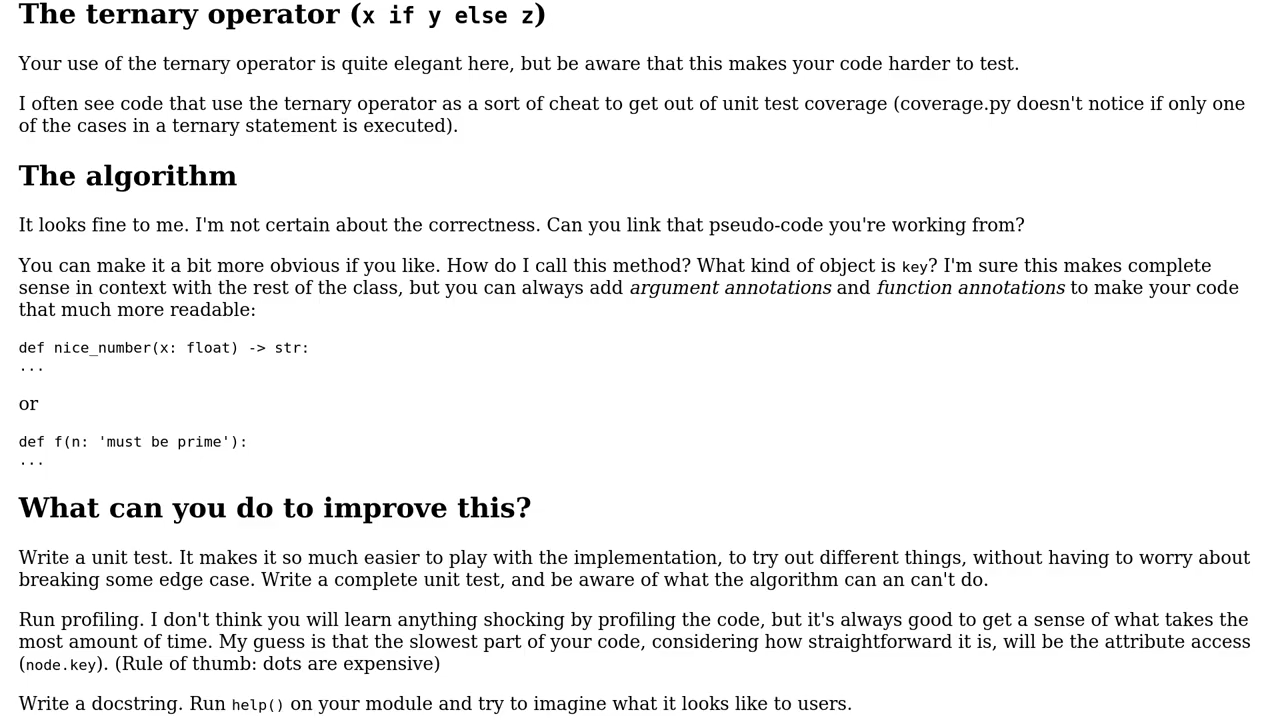 The ternary operator (x if y else z)
Your use of the ternary operator is quite elegant here, but be aware that this makes your code harder to test.
I often see code that use the ternary operator as a sort of cheat to get out of unit test coverage (coverage.py doesn't notice if only one
of the cases in a ternary statement is executed).
The algorithm
It looks fine to me. I'm not certain about the correctness. Can you link that pseudo-code you're working from?
You can make it a bit more obvious if you like. How do I call this method? What kind of object is key? I'm sure this makes complete
sense in context with the rest of the class, but you can always add argument annotations and function annotations to make your code
that much more readable:
def nice_number(x: float) -> str:
...
or
def f(n: 'must be prime'):
...
What can you do to improve this?
Write a unit test. It makes it so much easier to play with the implementation, to try out different things, without having to worry about
breaking some edge case. Write a complete unit test, and be aware of what the algorithm can an can't do.
Run profiling. I don't think you will learn anything shocking by profiling the code, but it's always good to get a sense of what takes the
most amount of time. My guess is that the slowest part of your code, considering how straightforward it is, will be the attribute access
(node.key). (Rule of thumb: dots are expensive)
Write a docstring. Run help() on your module and try to imagine what it looks like to users.